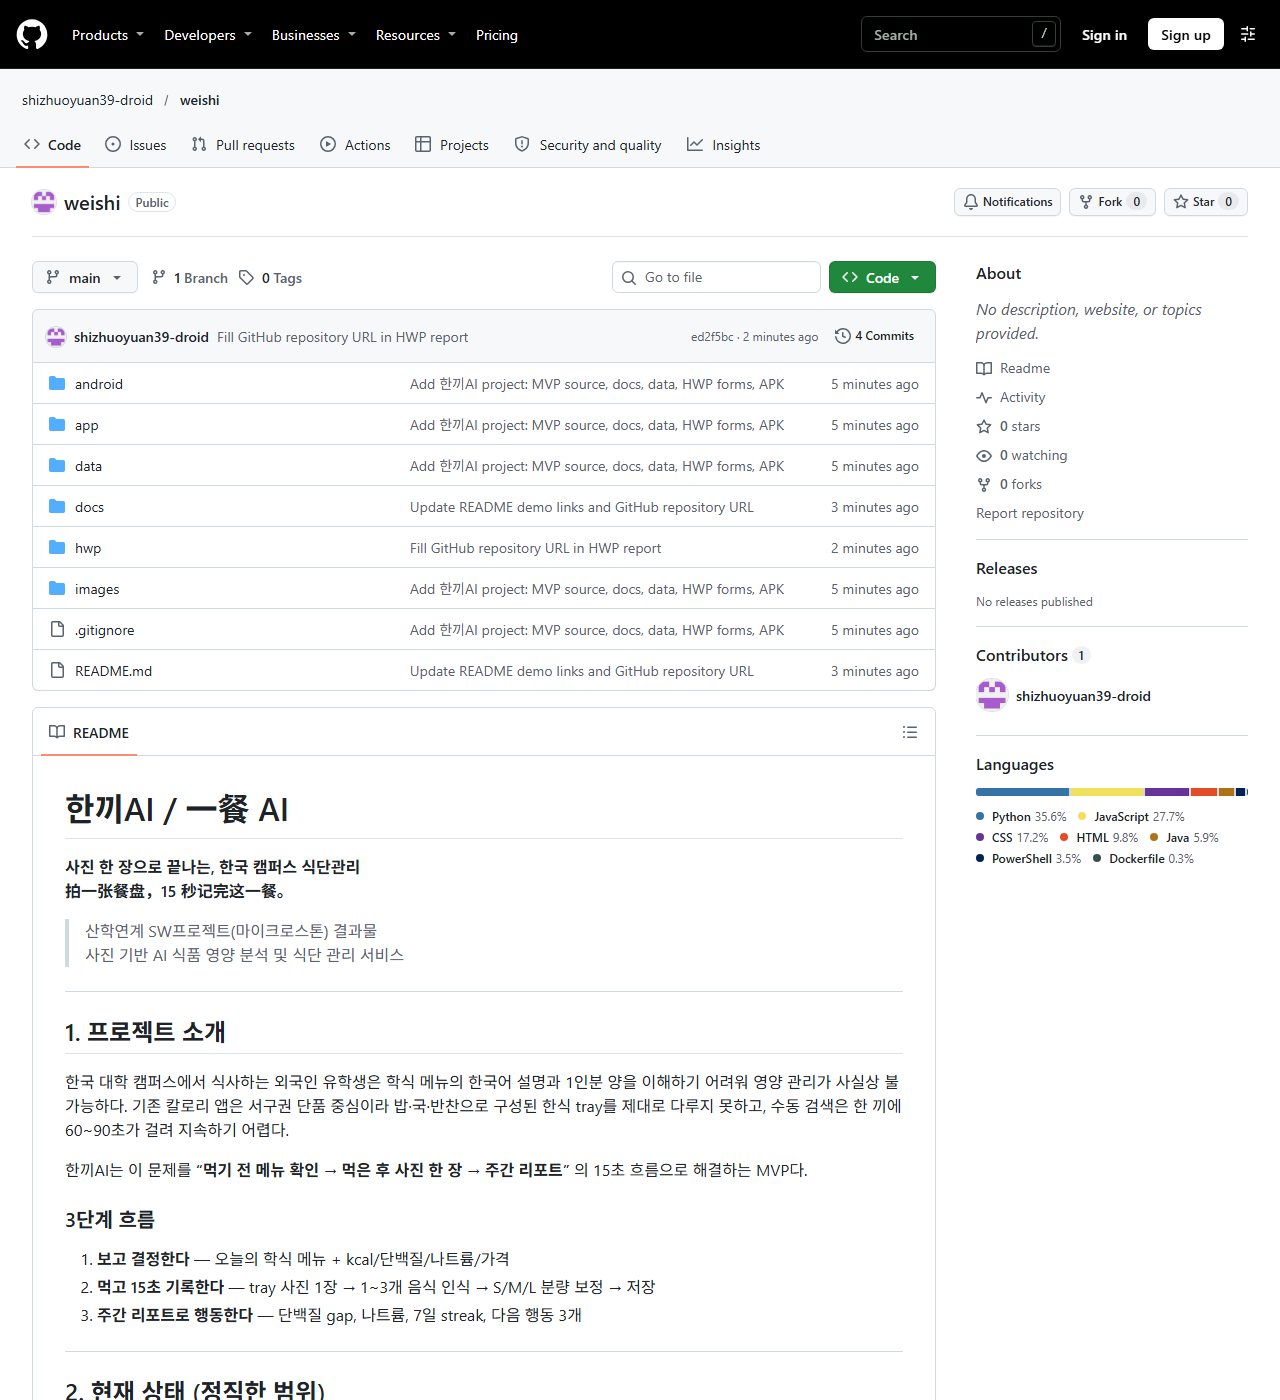 Products Developers Businesses Resources Pricing Search / Sign in Sign up
shizhuoyuan39-droid / weishi
Code Issues Pull requests Actions Projects Security and quality Insights
weishi Public Notifications Fork 0 Star 0
main 1 Branch 0 Tags Go to file Code
shizhuoyuan39-droid Fill GitHub repository URL in HWP report ed2f5bc · 2 minutes ago 4 Commits
android Add 한끼AI project: MVP source, docs, data, HWP forms, APK 5 minutes ago
app Add 한끼AI project: MVP source, docs, data, HWP forms, APK 5 minutes ago
data Add 한끼AI project: MVP source, docs, data, HWP forms, APK 5 minutes ago
docs Update README demo links and GitHub repository URL 3 minutes ago
hwp Fill GitHub repository URL in HWP report 2 minutes ago
images Add 한끼AI project: MVP source, docs, data, HWP forms, APK 5 minutes ago
.gitignore Add 한끼AI project: MVP source, docs, data, HWP forms, APK 5 minutes ago
README.md Update README demo links and GitHub repository URL 3 minutes ago
README
한끼AI / 一餐 AI
사진 한 장으로 끝나는, 한국 캠퍼스 식단관리
拍一张餐盘，15 秒记完这一餐。
산학연계 SW프로젝트(마이크로스톤) 결과물
사진 기반 AI 식품 영양 분석 및 식단 관리 서비스
1. 프로젝트 소개
한국 대학 캠퍼스에서 식사하는 외국인 유학생은 학식 메뉴의 한국어 설명과 1인분 양을 이해하기 어려워 영양 관리가 사실상 불
가능하다. 기존 칼로리 앱은 서구권 단품 중심이라 밥·국·반찬으로 구성된 한식 tray를 제대로 다루지 못하고, 수동 검색은 한 끼에
60~90초가 걸려 지속하기 어렵다.
한끼AI는 이 문제를 “먹기 전 메뉴 확인 → 먹은 후 사진 한 장 → 주간 리포트” 의 15초 흐름으로 해결하는 MVP다.
3단계 흐름
1. 보고 결정한다 — 오늘의 학식 메뉴 + kcal/단백질/나트륨/가격
2. 먹고 15초 기록한다 — tray 사진 1장 → 1~3개 음식 인식 → S/M/L 분량 보정 → 저장
3. 주간 리포트로 행동한다 — 단백질 gap, 나트륨, 7일 streak, 다음 행동 3개
2. 현재 상태 (정직한 범위)
About
No description, website, or topics
provided.
Readme
Activity
0 stars
0 watching
0 forks
Report repository
Releases
No releases published
Contributors 1
shizhuoyuan39-droid
Languages
Python 35.6% JavaScript 27.7%
CSS 17.2% HTML 9.8% Java 5.9%
PowerShell 3.5% Dockerfile 0.3%